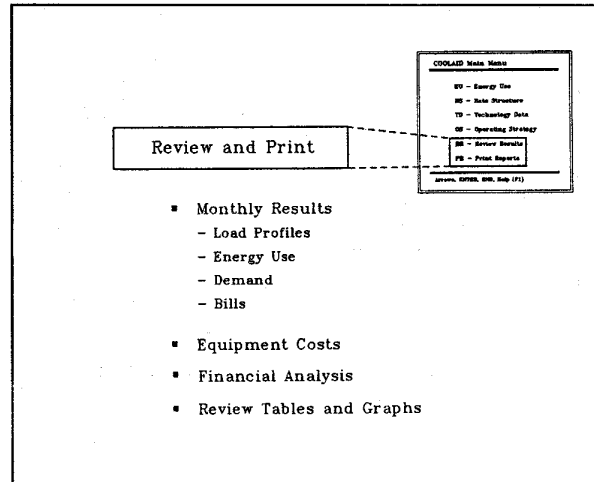 COOLAID Main Menu
EU - Energy Use
RS - Rate Structure
TD - Technology Data
OS - Operating Strategy
RR - Review Results
PR - Print Reports
Arrows, ENTER, END, Help (F1)
Review and Print
▪ Monthly Results
- Load Profiles
- Energy Use
- Demand
- Bills
▪ Equipment Costs
▪ Financial Analysis
▪ Review Tables and Graphs